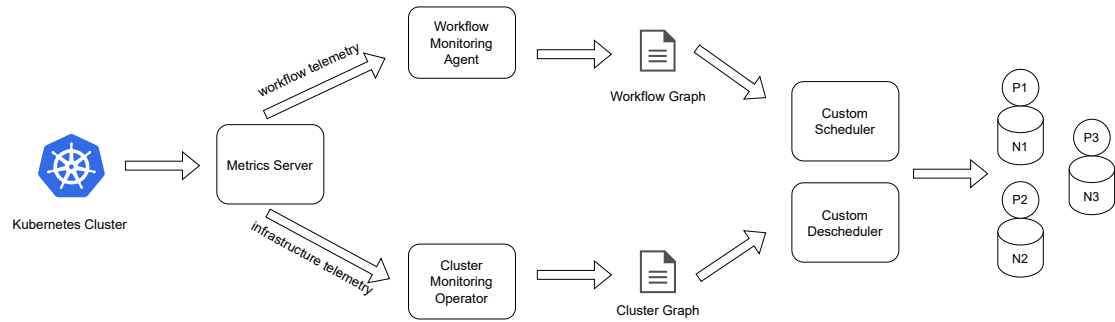 Kubernetes Cluster
Metrics Server
workflow telemetry
infrastructure telemetry
Workflow
Monitoring
Agent
Cluster
Monitoring
Operator
Workflow Graph
Cluster Graph
Custom
Scheduler
Custom
Descheduler
P1
N1
P2
N2
P3
N3